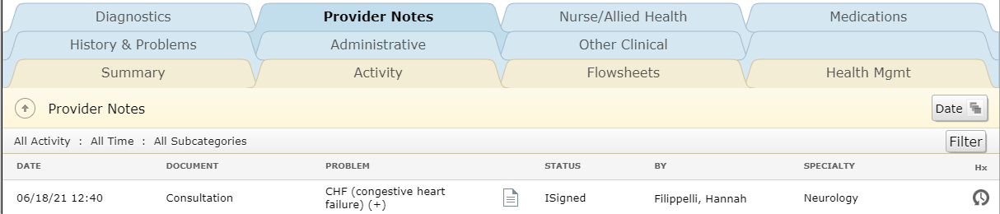 Diagnostics Provider Notes Nurse/Allied Health Medications
History & Problems Administrative Other Clinical
Summary Activity Flowsheets Health Mgmt
Provider Notes Date
All Activity : All Time : All Subcategories Filter
DATE DOCUMENT PROBLEM STATUS BY SPECIALTY Hx
06/18/21 12:40 Consultation CHF (congestive heart ISigned Filippelli, Hannah Neurology
failure) (+)